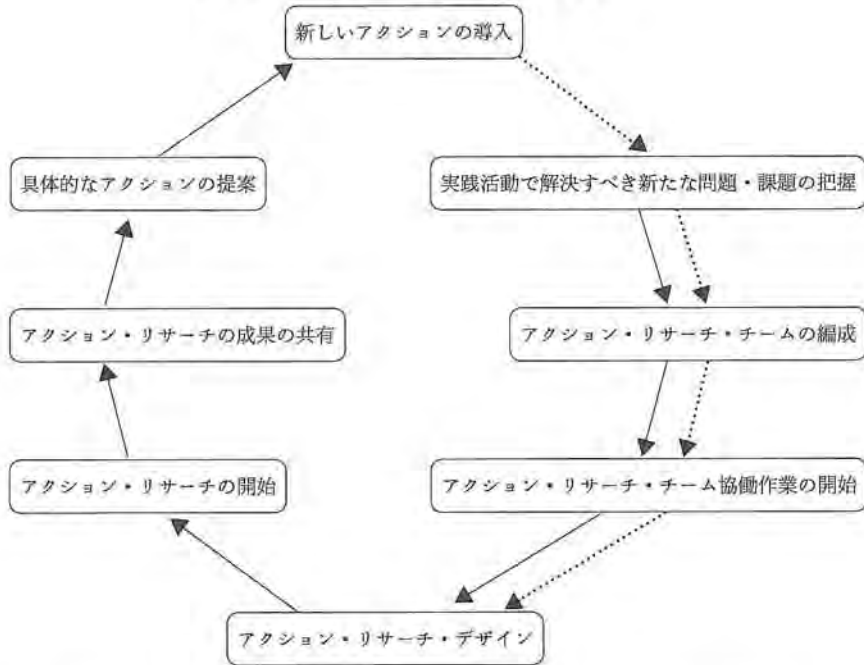 新しいアクションの導入
具体的なアクションの提案
実践活動で解決すべき新たな問題・課題の把握
アクション・リサーチの成果の共有
アクション・リサーチ・チームの編成
アクション・リサーチの開始
アクション・リサーチ・チーム協働作業の開始
アクション・リサーチ・デザイン